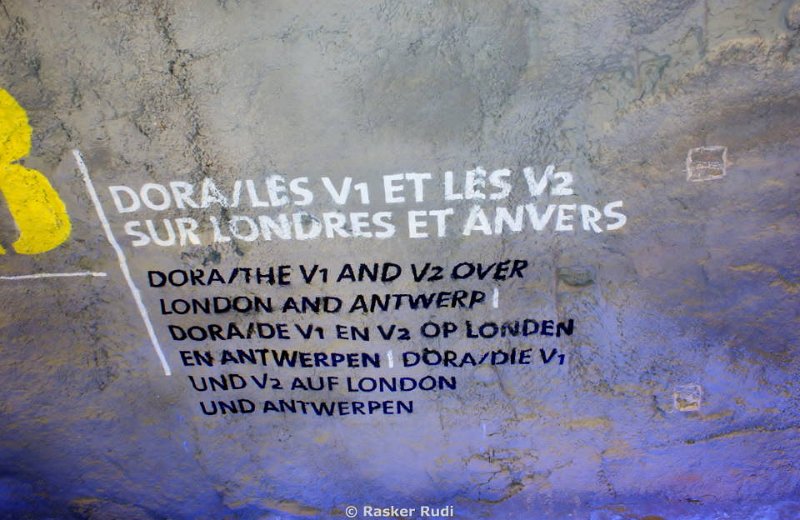 DORA/LES V1 ET LES V2
SUR LONDRES ET ANVERS
DORA/THE V1 AND V2 OVER
LONDON AND ANTWERP |
DORA/DE V1 EN V2 OP LONDEN
EN ANTWERPEN | DORA/DIE V1
UND V2 AUF LONDON
UND ANTWERPEN
© Rasker Rudi